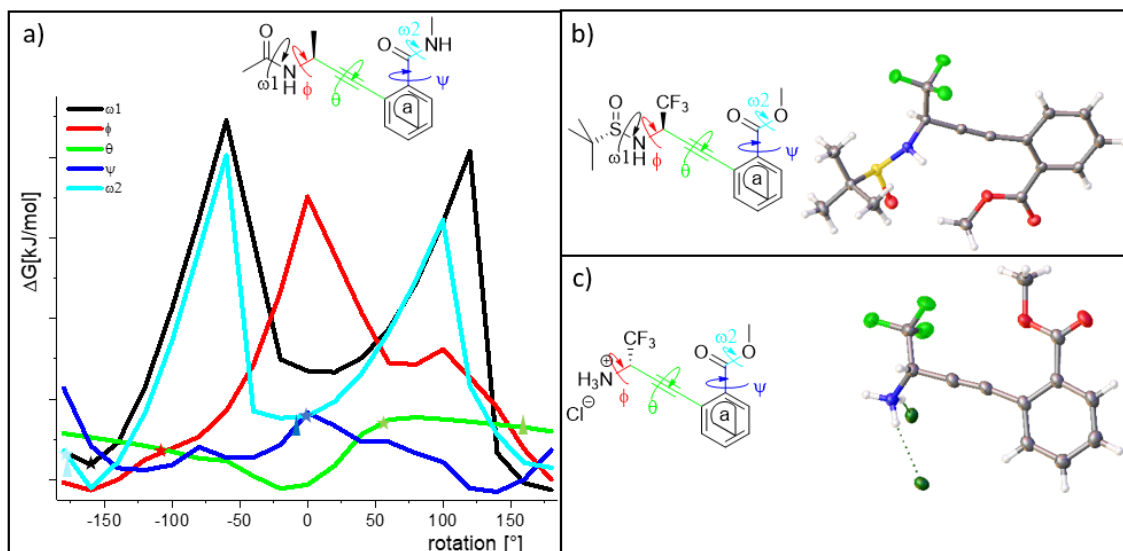 a)
O
NH
ω2
O
N
H
ω1
ϕ
θ
ψ
a
ω1
ϕ
θ
ψ
ω2
ΔG[kJ/mol]
-150 -100 -50 0 50 100 150
rotation [°]
b)
O
S
N
H
ω1
CF3
ϕ
θ
O
ω2
O
ψ
a
c)
CF3
⊕
H3N
Cl⊖
ϕ
θ
O
ω2
O
ψ
a